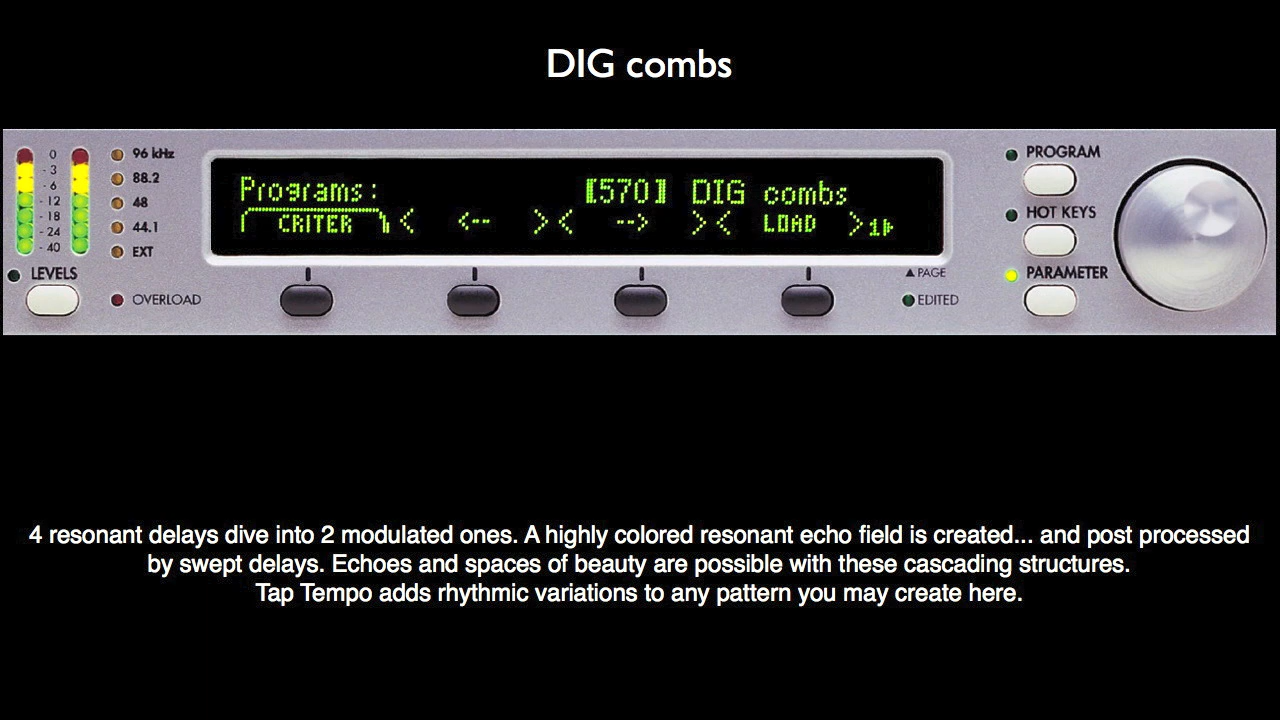 DIG combs
0
- 3
- 6
- 12
- 18
- 24
- 40
LEVELS
96 kHz
88.2
48
44.1
EXT
OVERLOAD
Programs: [570] DIG combs
CRITER < <-- >< --> >< LOAD >1
PAGE
EDITED
PROGRAM
HOT KEYS
PARAMETER
4 resonant delays dive into 2 modulated ones. A highly colored resonant echo field is created... and post processed
by swept delays. Echoes and spaces of beauty are possible with these cascading structures.
Tap Tempo adds rhythmic variations to any pattern you may create here.